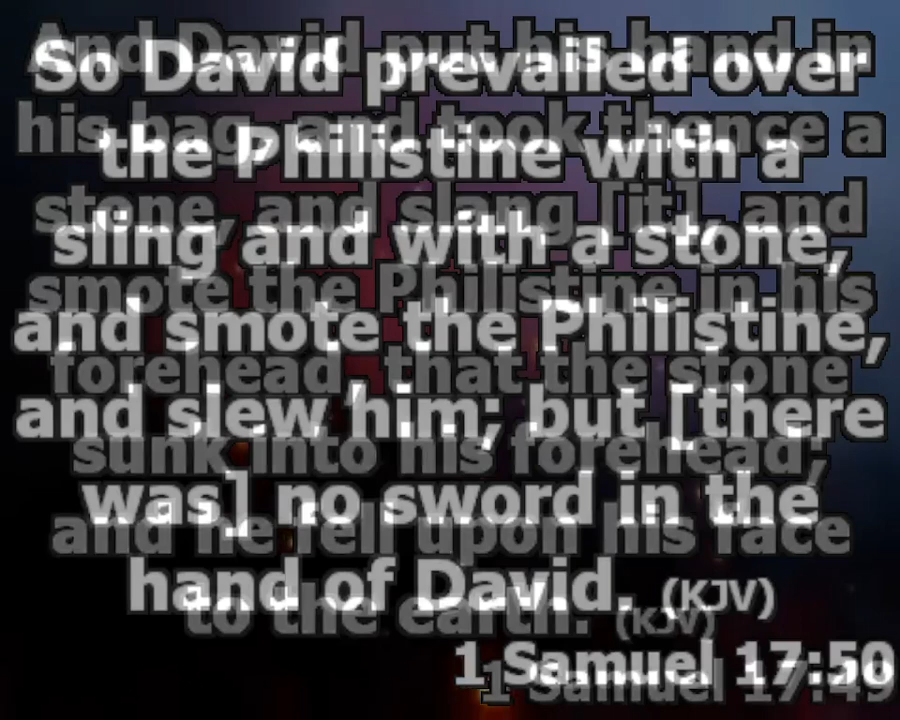 So David prevailed over
the Philistine with a
sling and with a stone,
and smote the Philistine,
and slew him; but [there
was] no sword in the
hand of David. (KJV)
1 Samuel 17:50
And David put his hand in
his bag, and took thence a
stone, and slang [it], and
smote the Philistine in his
forehead, that the stone
sunk into his forehead;
and he fell upon his face
to the earth. (KJV)
1 Samuel 17:49